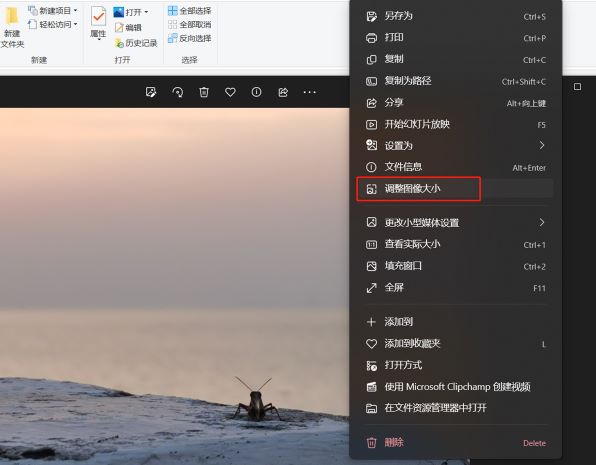 新建项目
轻松访问
新建
文件夹
新建
属性
打开
编辑
历史记录
打开
全部选择
全部取消
反向选择
选择
另存为 Ctrl+S
打印 Ctrl+P
复制 Ctrl+C
复制为路径 Ctrl+Shift+C
分享 Alt+向上键
开始幻灯片放映 F5
设置为
文件信息 Alt+Enter
调整图像大小
更改小型媒体设置
查看实际大小 Ctrl+1
填充窗口 Ctrl+2
全屏 F11
添加到
添加到收藏夹 L
打开方式
使用 Microsoft Clipchamp 创建视频
在文件资源管理器中打开
删除 Delete